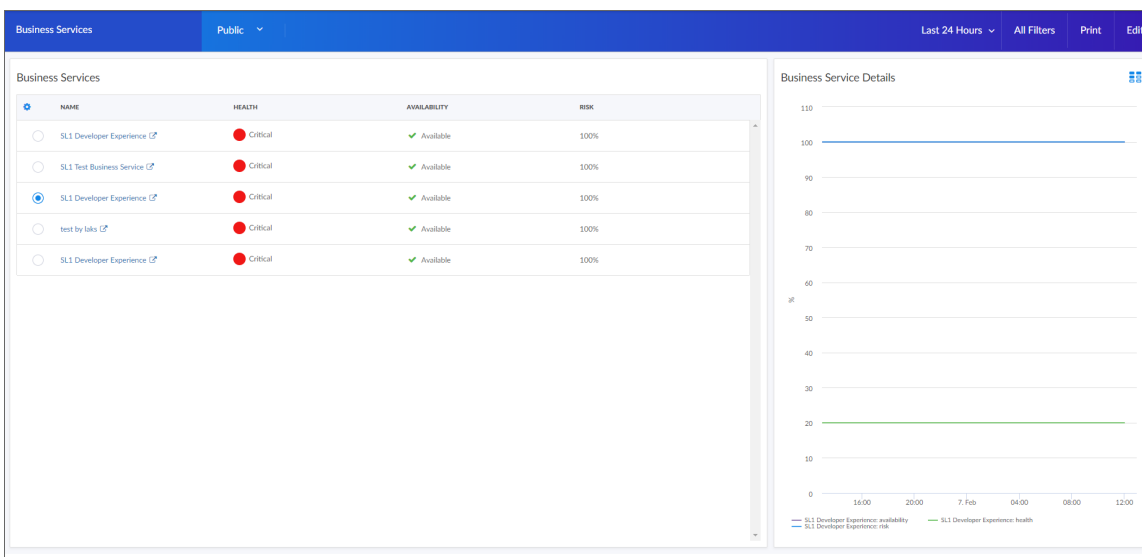 Business Services
Public
Last 24 Hours
All Filters
Print
Edit
Business Services
NAME HEALTH AVAILABILITY RISK
SL1 Developer Experience Critical Available 100%
SL1 Test Business Service Critical Available 100%
SL1 Developer Experience Critical Available 100%
test by laks Critical Available 100%
SL1 Developer Experience Critical Available 100%
Business Service Details
110
100
90
80
70
60
%
50
40
30
20
10
0
16:00 20:00 7. Feb 04:00 08:00 12:00
SL1 Developer Experience: availability SL1 Developer Experience: health
SL1 Developer Experience: risk